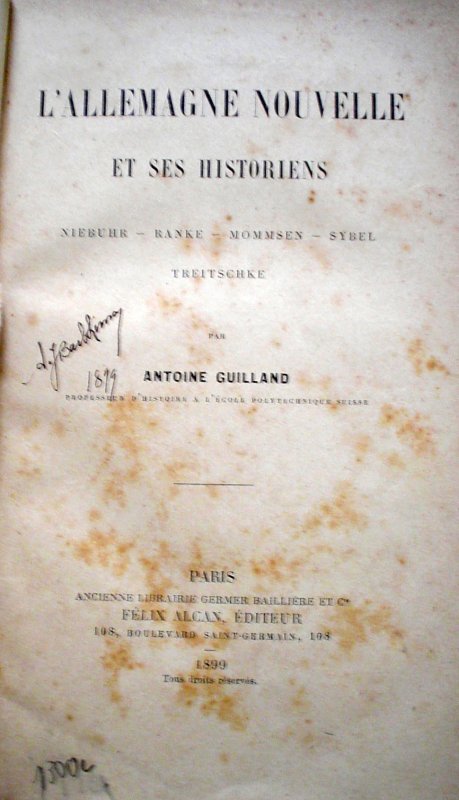 L'ALLEMAGNE NOUVELLE
ET SES HISTORIENS
NIEBUHR — RANKE — MOMMSEN — SYBEL
TREITSCHKE
PAR
1899
ANTOINE GUILLAND
PROFESSEUR D'HISTOIRE A L'ÉCOLE POLYTECHNIQUE SUISSE
PARIS
ANCIENNE LIBRAIRIE GERMER BAILLIÈRE ET Cie
FÉLIX ALCAN, ÉDITEUR
108, BOULEVARD SAINT-GERMAIN, 108
1899
Tous droits réservés.